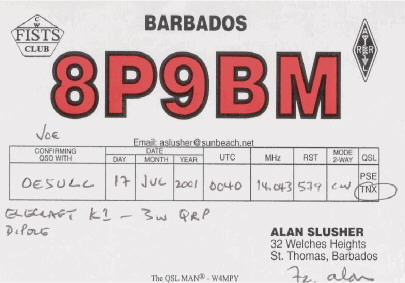 BARBADOS
CW
FISTS
CLUB
ARRL
8P9BM
JOE
Email: aslusher@sunbeach.net
CONFIRMING QSO WITH DATE DAY MONTH YEAR UTC MHz RST MODE 2-WAY QSL
OE5ULL 17 JUL 2001 0040 14.043 579 CW PSE TNX
ELECRAFT K1 – 3W QRP
DIPOLE
ALAN SLUSHER
32 Welches Heights
St. Thomas, Barbados
The QSL MAN® - W4MPY
73, alan